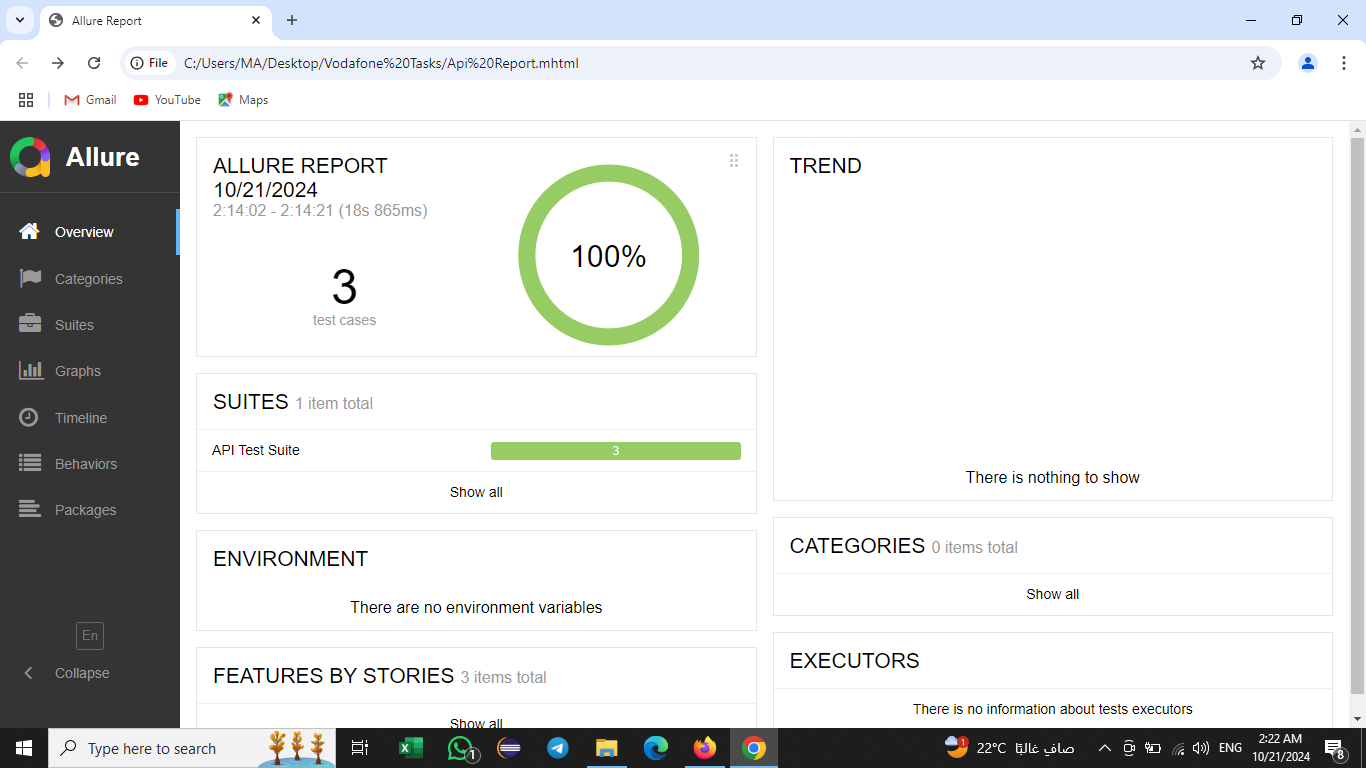 Allure Report
File
C:/Users/MA/Desktop/Vodafone%20Tasks/Api%20Report.mhtml
Gmail
YouTube
Maps
Allure
Overview
Categories
Suites
Graphs
Timeline
Behaviors
Packages
En
Collapse
ALLURE REPORT
10/21/2024
2:14:02 - 2:14:21 (18s 865ms)
3
test cases
100%
SUITES 1 item total
API Test Suite
3
Show all
ENVIRONMENT
There are no environment variables
FEATURES BY STORIES 3 items total
Show all
TREND
There is nothing to show
CATEGORIES 0 items total
Show all
EXECUTORS
There is no information about tests executors
Type here to search
1
1
22°C صافٍ غالبًا
ENG
2:22 AM
10/21/2024
8